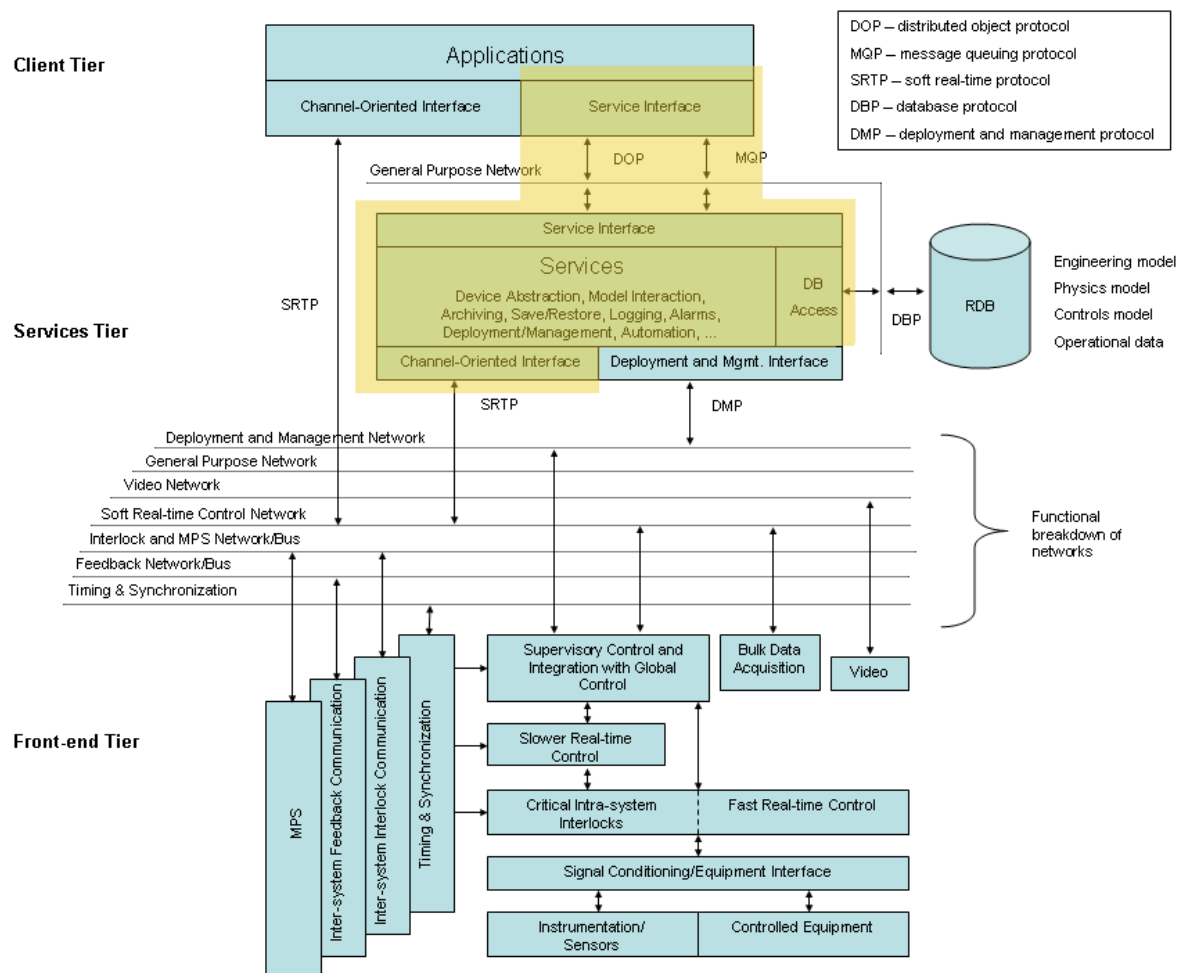 DOP – distributed object protocol
MQP – message queuing protocol
SRTP – soft real-time protocol
DBP – database protocol
DMP – deployment and management protocol
Client Tier
Applications
Channel-Oriented Interface
Service Interface
DOP
MQP
General Purpose Network
Service Interface
Services
Device Abstraction, Model Interaction,
Archiving, Save/Restore, Logging, Alarms,
Deployment/Management, Automation, ...
DB
Access
Channel-Oriented Interface
Deployment and Mgmt. Interface
SRTP
Services Tier
DBP
RDB
Engineering model
Physics model
Controls model
Operational data
SRTP
DMP
Deployment and Management Network
General Purpose Network
Video Network
Soft Real-time Control Network
Interlock and MPS Network/Bus
Feedback Network/Bus
Timing & Synchronization
Functional
breakdown of
networks
Front-end Tier
MPS
Inter-system Feedback Communication
Inter-system Interlock Communication
Timing & Synchronization
Supervisory Control and
Integration with Global
Control
Bulk Data
Acquisition
Video
Slower Real-time
Control
Critical Intra-system
Interlocks
Fast Real-time Control
Signal Conditioning/Equipment Interface
Instrumentation/
Sensors
Controlled Equipment